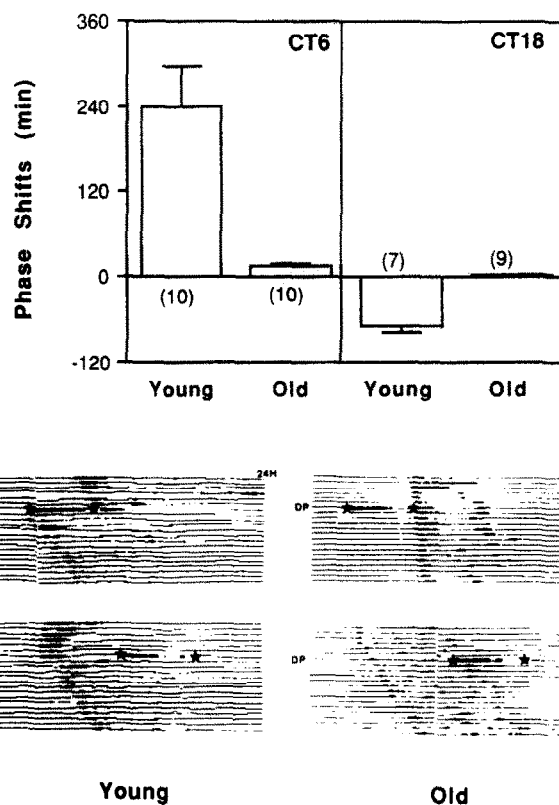 360
240
120
0
-120
Phase Shifts (min)
CT6
CT18
(10)
(10)
(7)
(9)
Young
Old
Young
Old
24H
DP
DP
Young
Old